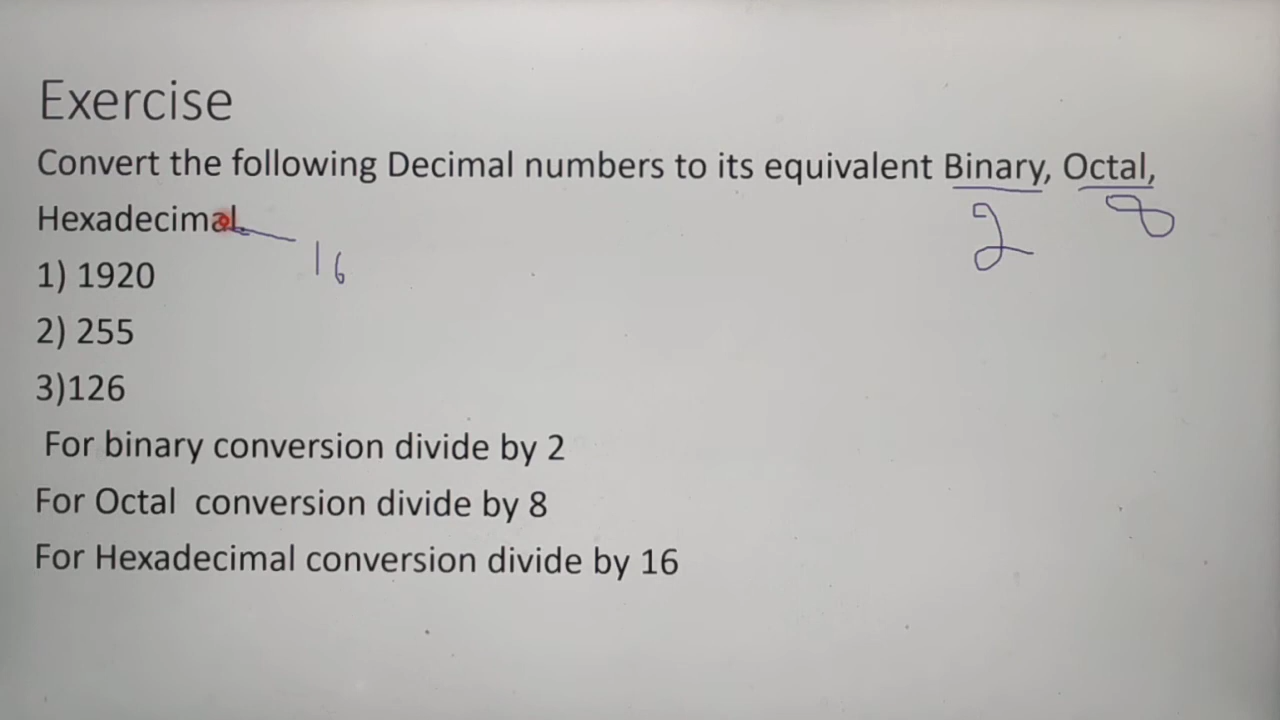 Exercise
Convert the following Decimal numbers to its equivalent Binary, Octal,
Hexadecimal.
2 8
16
1) 1920
2) 255
3)126
For binary conversion divide by 2
For Octal conversion divide by 8
For Hexadecimal conversion divide by 16